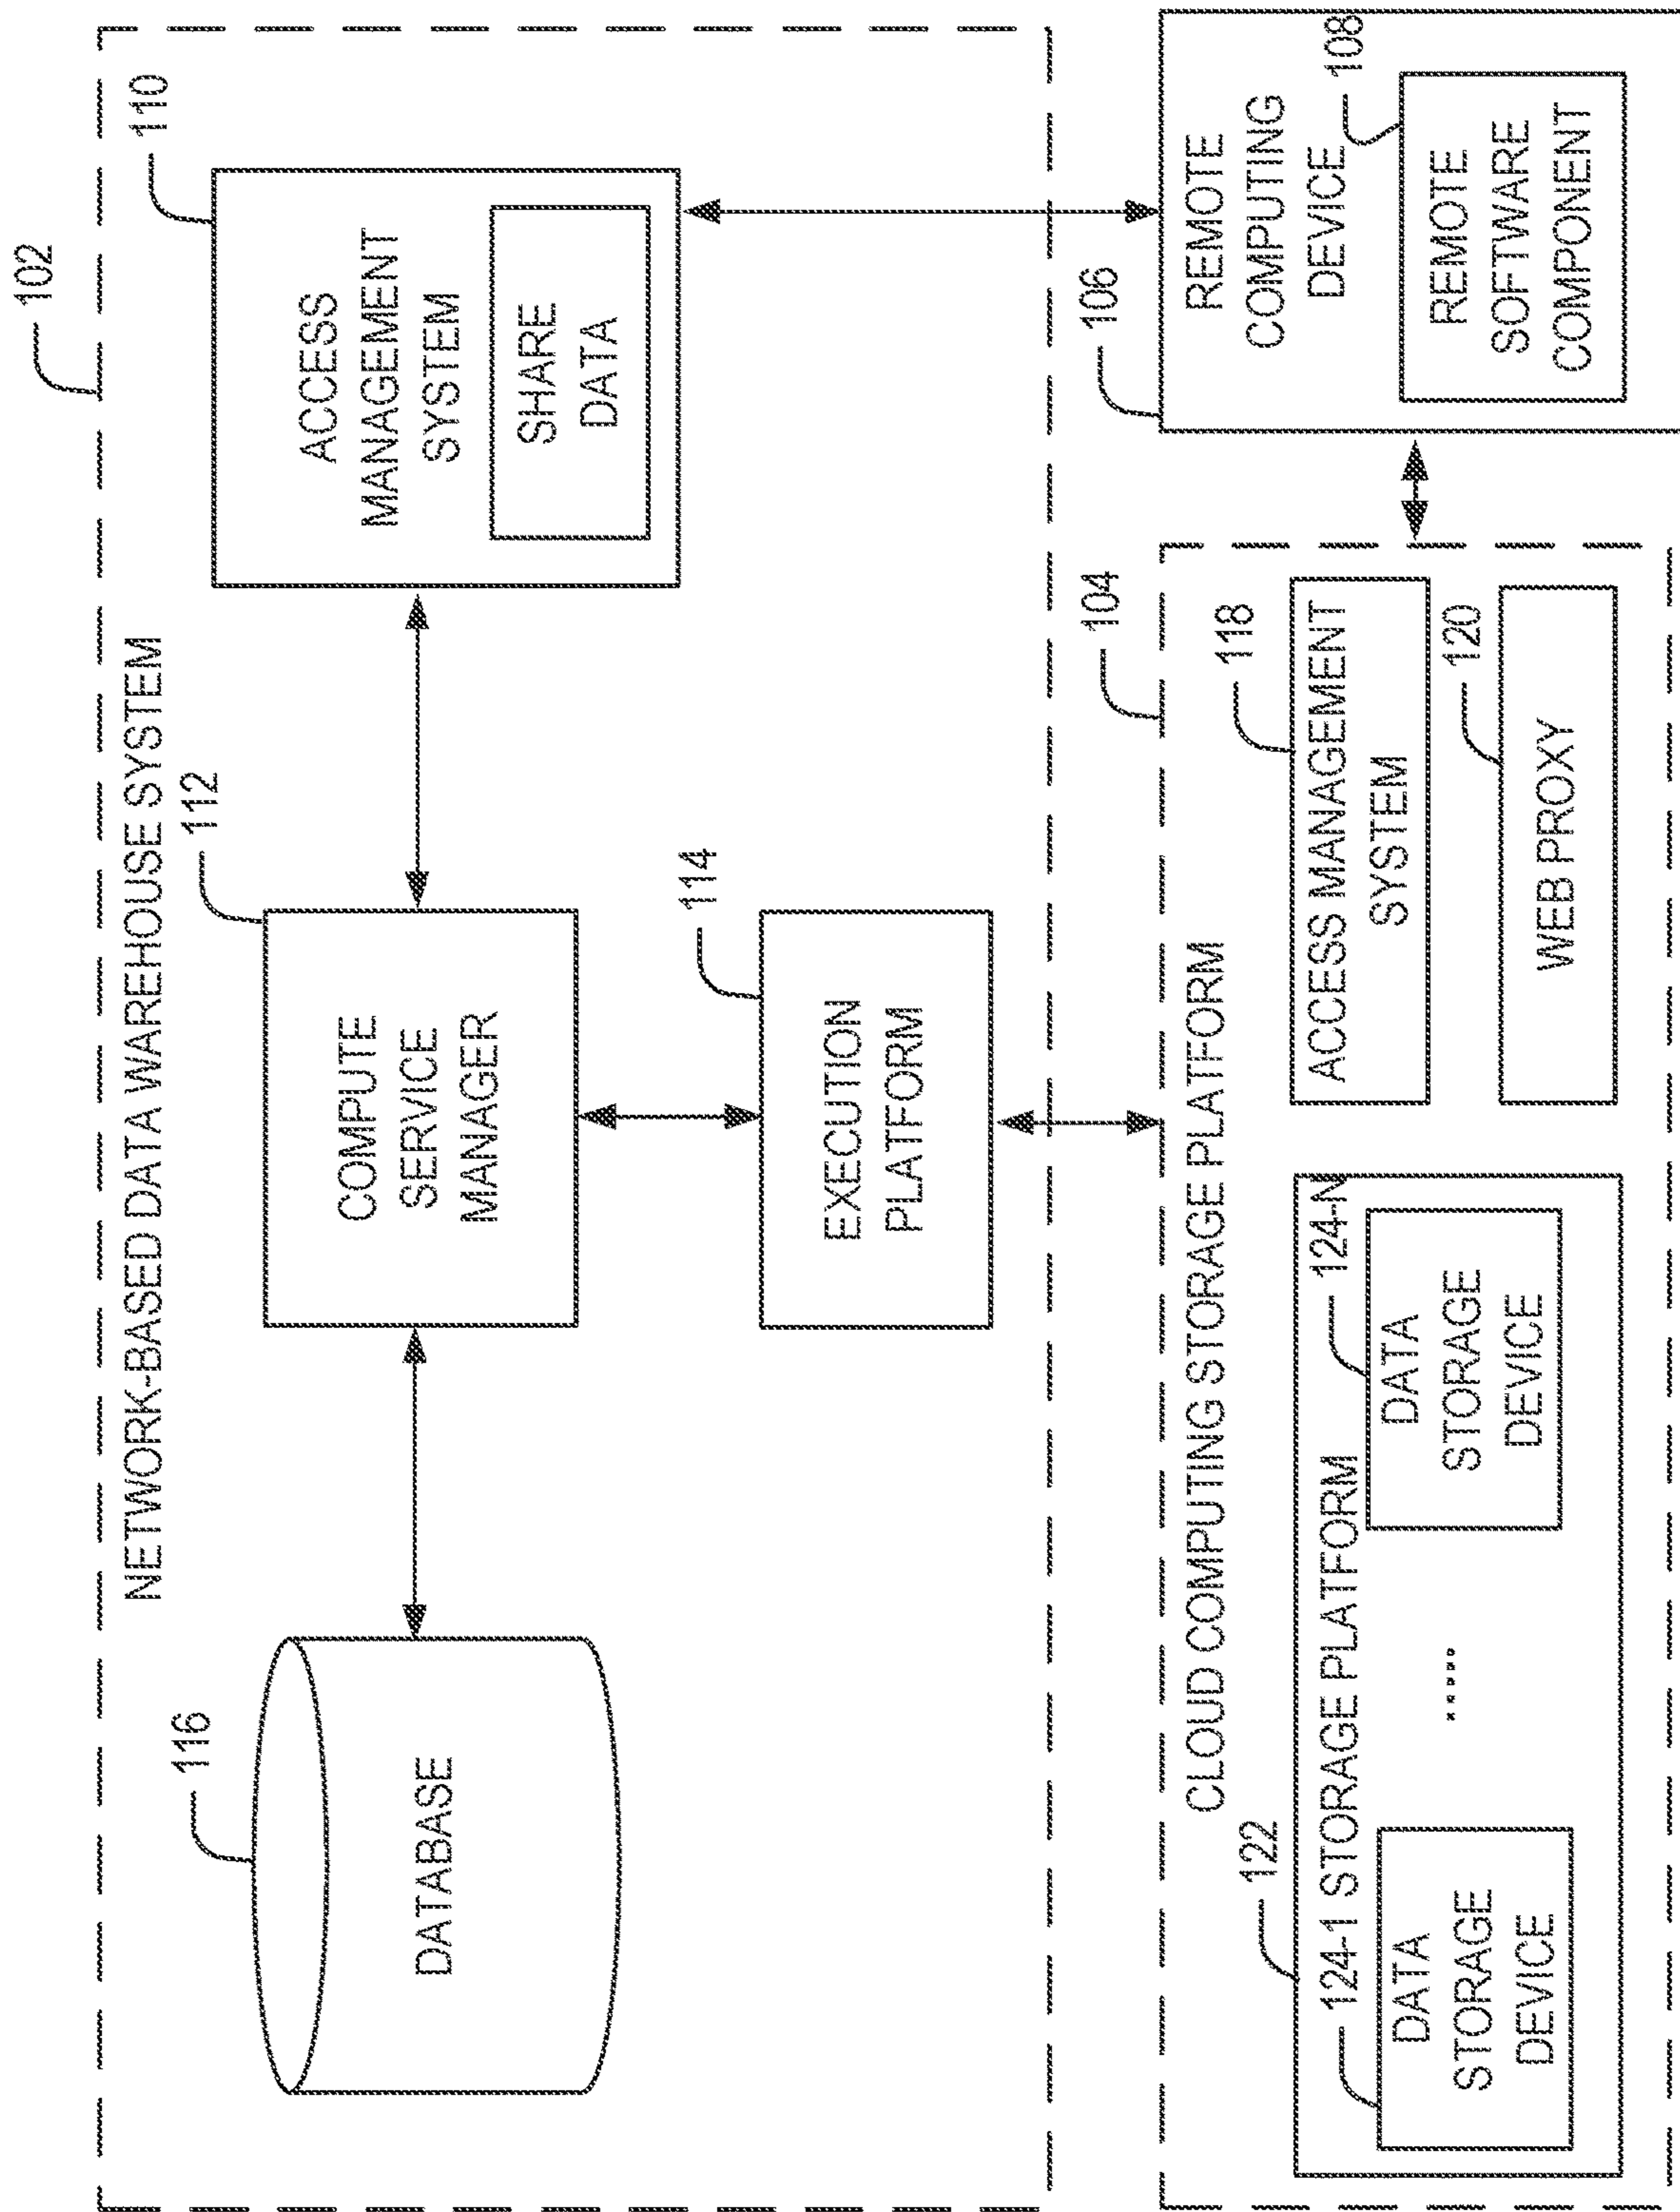 102
NETWORK-BASED DATA WAREHOUSE SYSTEM
116
DATABASE
112
COMPUTE
SERVICE
MANAGER
110
ACCESS
MANAGEMENT
SYSTEM
SHARE
DATA
114
EXECUTION
PLATFORM
104
CLOUD COMPUTING STORAGE PLATFORM
122
124-1 STORAGE PLATFORM
124-N
DATA
STORAGE
DEVICE
.....
DATA
STORAGE
DEVICE
118
ACCESS MANAGEMENT
SYSTEM
120
WEB PROXY
106
REMOTE
COMPUTING
DEVICE
108
REMOTE
SOFTWARE
COMPONENT